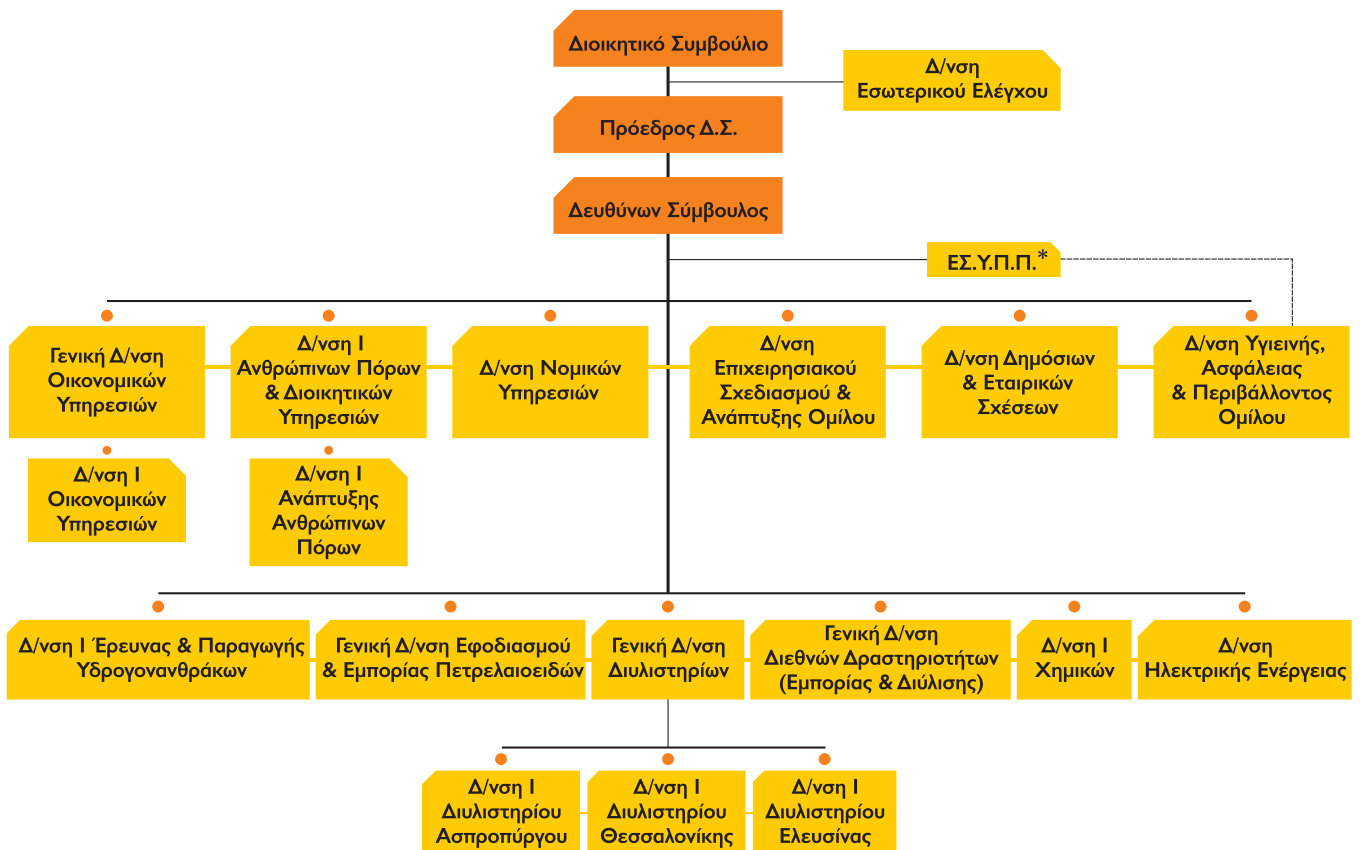 Διοικητικό Συμβούλιο
Δ/νση
Εσωτερικού Ελέγχου
Πρόεδρος Δ.Σ.
Δευθύνων Σύμβουλος
ΕΣ.Υ.Π.Π.*
Γενική Δ/νση
Οικονομικών
Υπηρεσιών
Δ/νση Ι
Ανθρώπινων Πόρων
& Διοικητικών
Υπηρεσιών
Δ/νση Νομικών
Υπηρεσιών
Δ/νση
Επιχειρησιακού
Σχεδιασμού &
Ανάπτυξης Ομίλου
Δ/νση Δημόσιων
& Εταιρικών
Σχέσεων
Δ/νση Υγιεινής,
Ασφάλειας
& Περιβάλλοντος
Ομίλου
Δ/νση Ι
Οικονομικών
Υπηρεσιών
Δ/νση Ι
Ανάπτυξης
Ανθρώπινων
Πόρων
Δ/νση Ι Έρευνας & Παραγωγής
Υδρογονανθράκων
Γενική Δ/νση Εφοδιασμού
& Εμπορίας Πετρελαιοειδών
Γενική Δ/νση
Διυλιστηρίων
Γενική Δ/νση
Διεθνών Δραστηριοτήτων
(Εμπορίας & Διύλισης)
Δ/νση Ι
Χημικών
Δ/νση
Ηλεκτρικής Ενέργειας
Δ/νση Ι
Διυλιστηρίου
Ασπροπύργου
Δ/νση Ι
Διυλιστηρίου
Θεσσαλονίκης
Δ/νση Ι
Διυλιστηρίου
Ελευσίνας